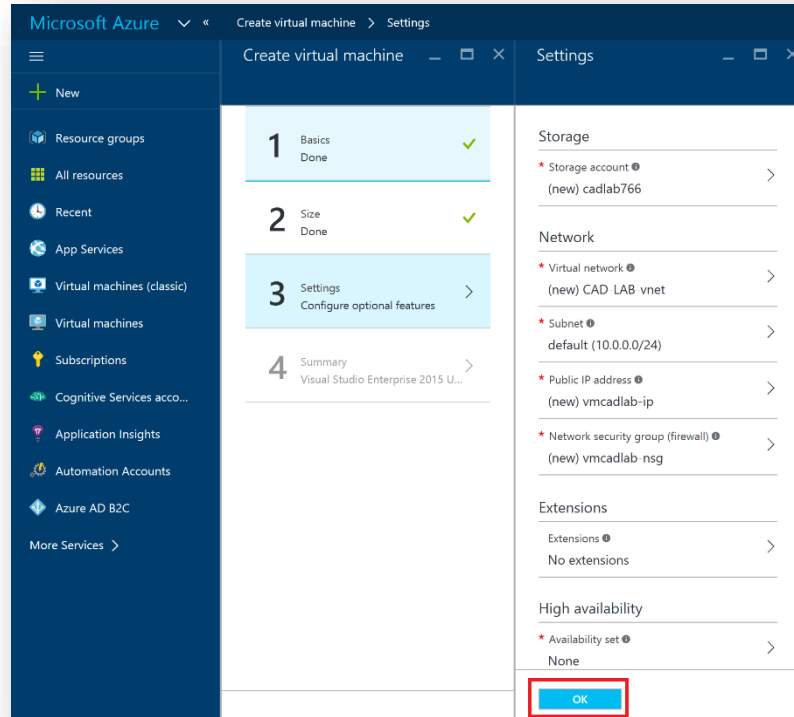 Microsoft Azure
Create virtual machine > Settings
New
Resource groups
All resources
Recent
App Services
Virtual machines (classic)
Virtual machines
Subscriptions
Cognitive Services acco...
Application Insights
Automation Accounts
Azure AD B2C
More Services >
Create virtual machine
1
Basics
Done
2
Size
Done
3
Settings
Configure optional features
4
Summary
Visual Studio Enterprise 2015 U...
Settings
Storage
* Storage account
(new) cadlab766
Network
* Virtual network
(new) CAD-LAB-vnet
* Subnet
default (10.0.0.0/24)
* Public IP address
(new) vmcadlab-ip
* Network security group (firewall)
(new) vmcadlab-nsg
Extensions
Extensions
No extensions
High availability
* Availability set
None
OK